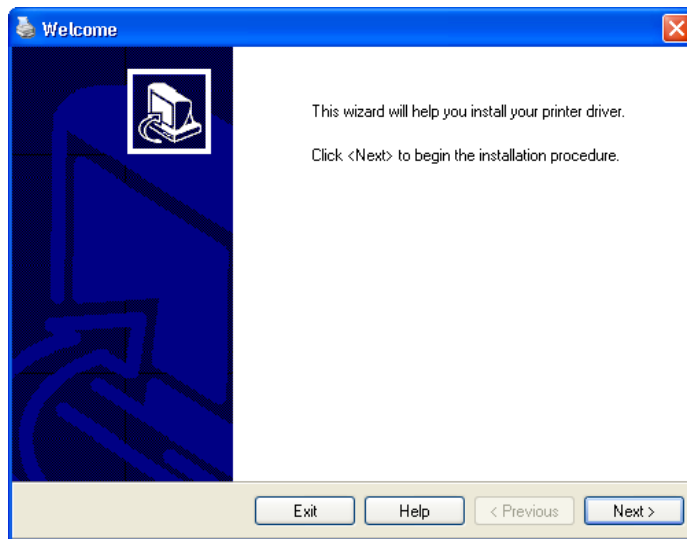 Welcome
This wizard will help you install your printer driver.
Click <Next> to begin the installation procedure.
Exit
Help
< Previous
Next >